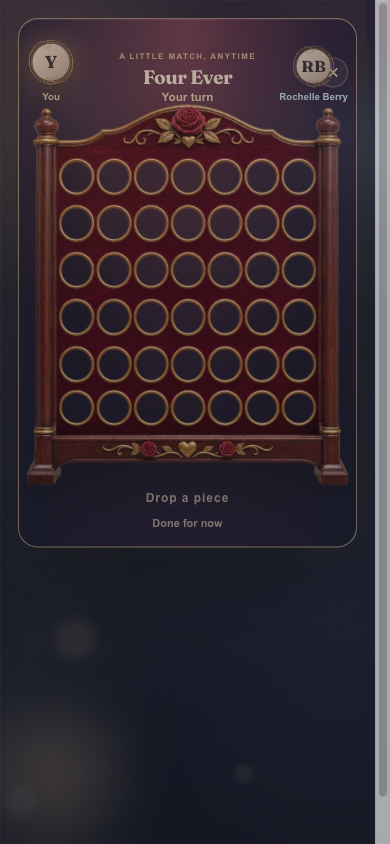 A LITTLE MATCH, ANYTIME
Y
Four Ever
RB
You
Your turn
Rochelle Berry
Drop a piece
Done for now